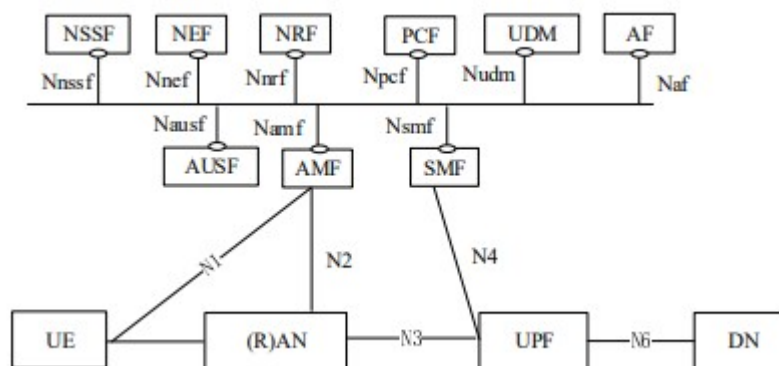 NSSF NEF NRF PCF UDM AF
Nnssf Nnef Nnrf Npcf Nudm Naf
Nausf Namf Nsmf
AUSF AMF SMF
N1 N2 N4
UE (R)AN N3 UPF N6 DN